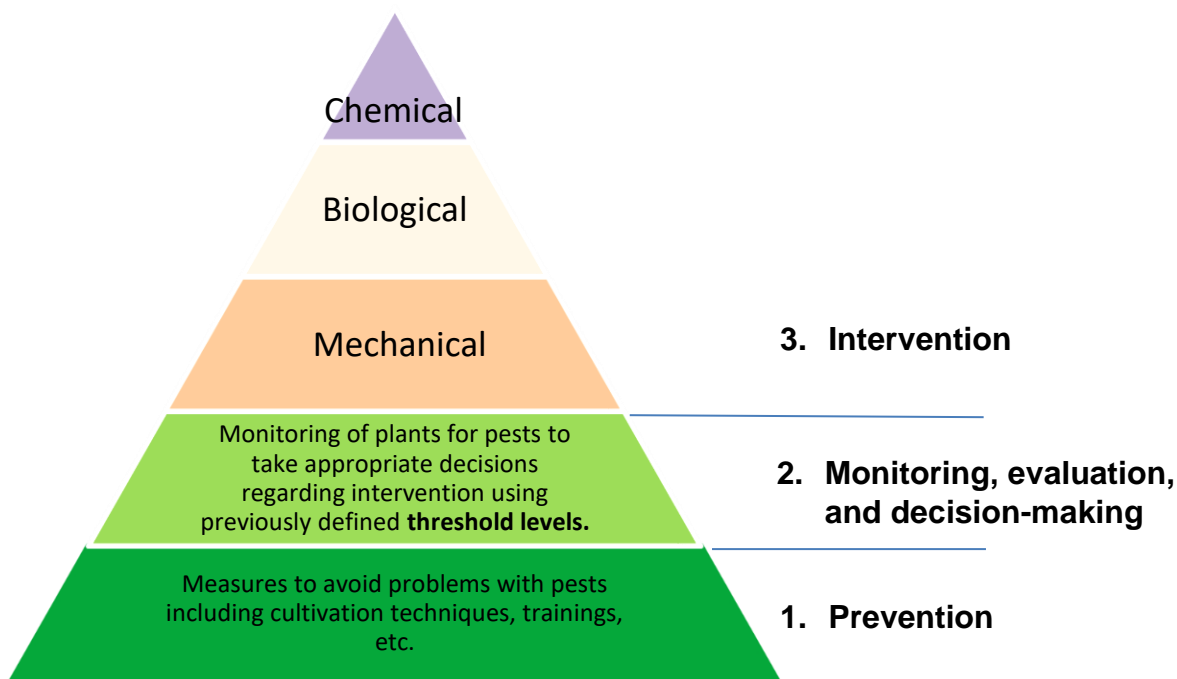 Chemical
Biological
Mechanical
3. Intervention
Monitoring of plants for pests to
take appropriate decisions
regarding intervention using
previously defined threshold levels.
2. Monitoring, evaluation,
and decision-making
Measures to avoid problems with pests
including cultivation techniques, trainings,
etc.
1. Prevention